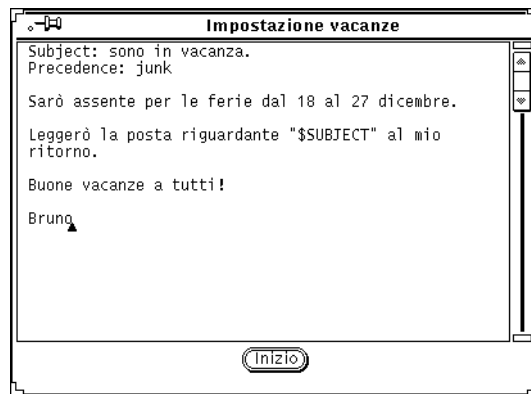 Impostazione vacanze
Subject: sono in vacanza.
Precedence: junk
Sarò assente per le ferie dal 18 al 27 dicembre.
Leggerò la posta riguardante "$SUBJECT" al mio
ritorno.
Buone vacanze a tutti!
Bruno
Inizio